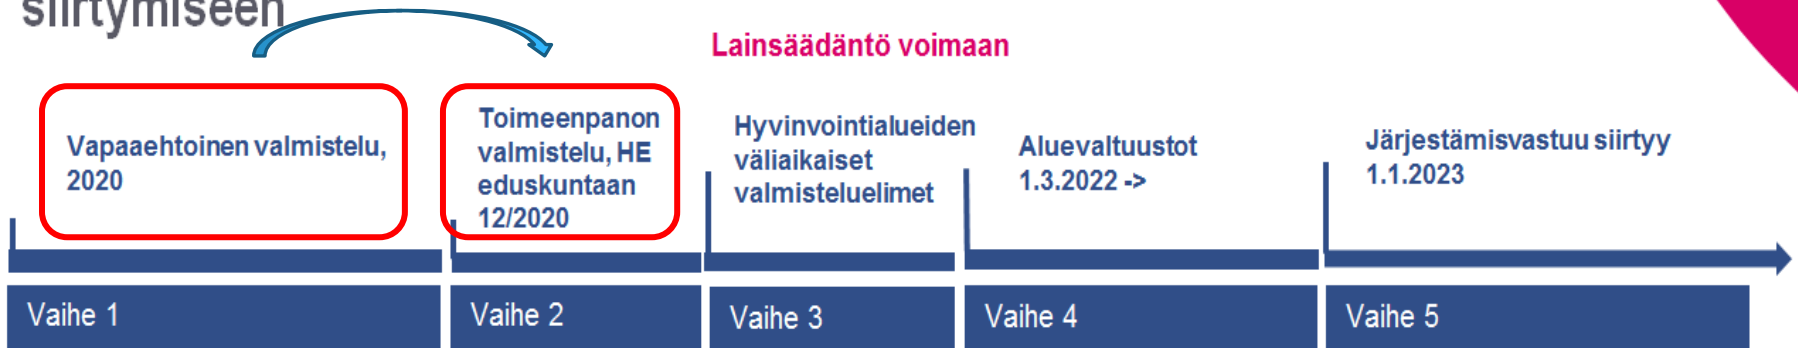 siirtymiseen
Lainsäädäntö voimaan
Vapaaehtoinen valmistelu,
2020
Toimeenpanon
valmistelu, HE
eduskuntaan
12/2020
Hyvinvointialueiden
väliaikaiset
valmisteluelimet
Aluevaltuustot
1.3.2022 ->
Järjestämisvastuu siirtyy
1.1.2023
Vaihe 1
Vaihe 2
Vaihe 3
Vaihe 4
Vaihe 5